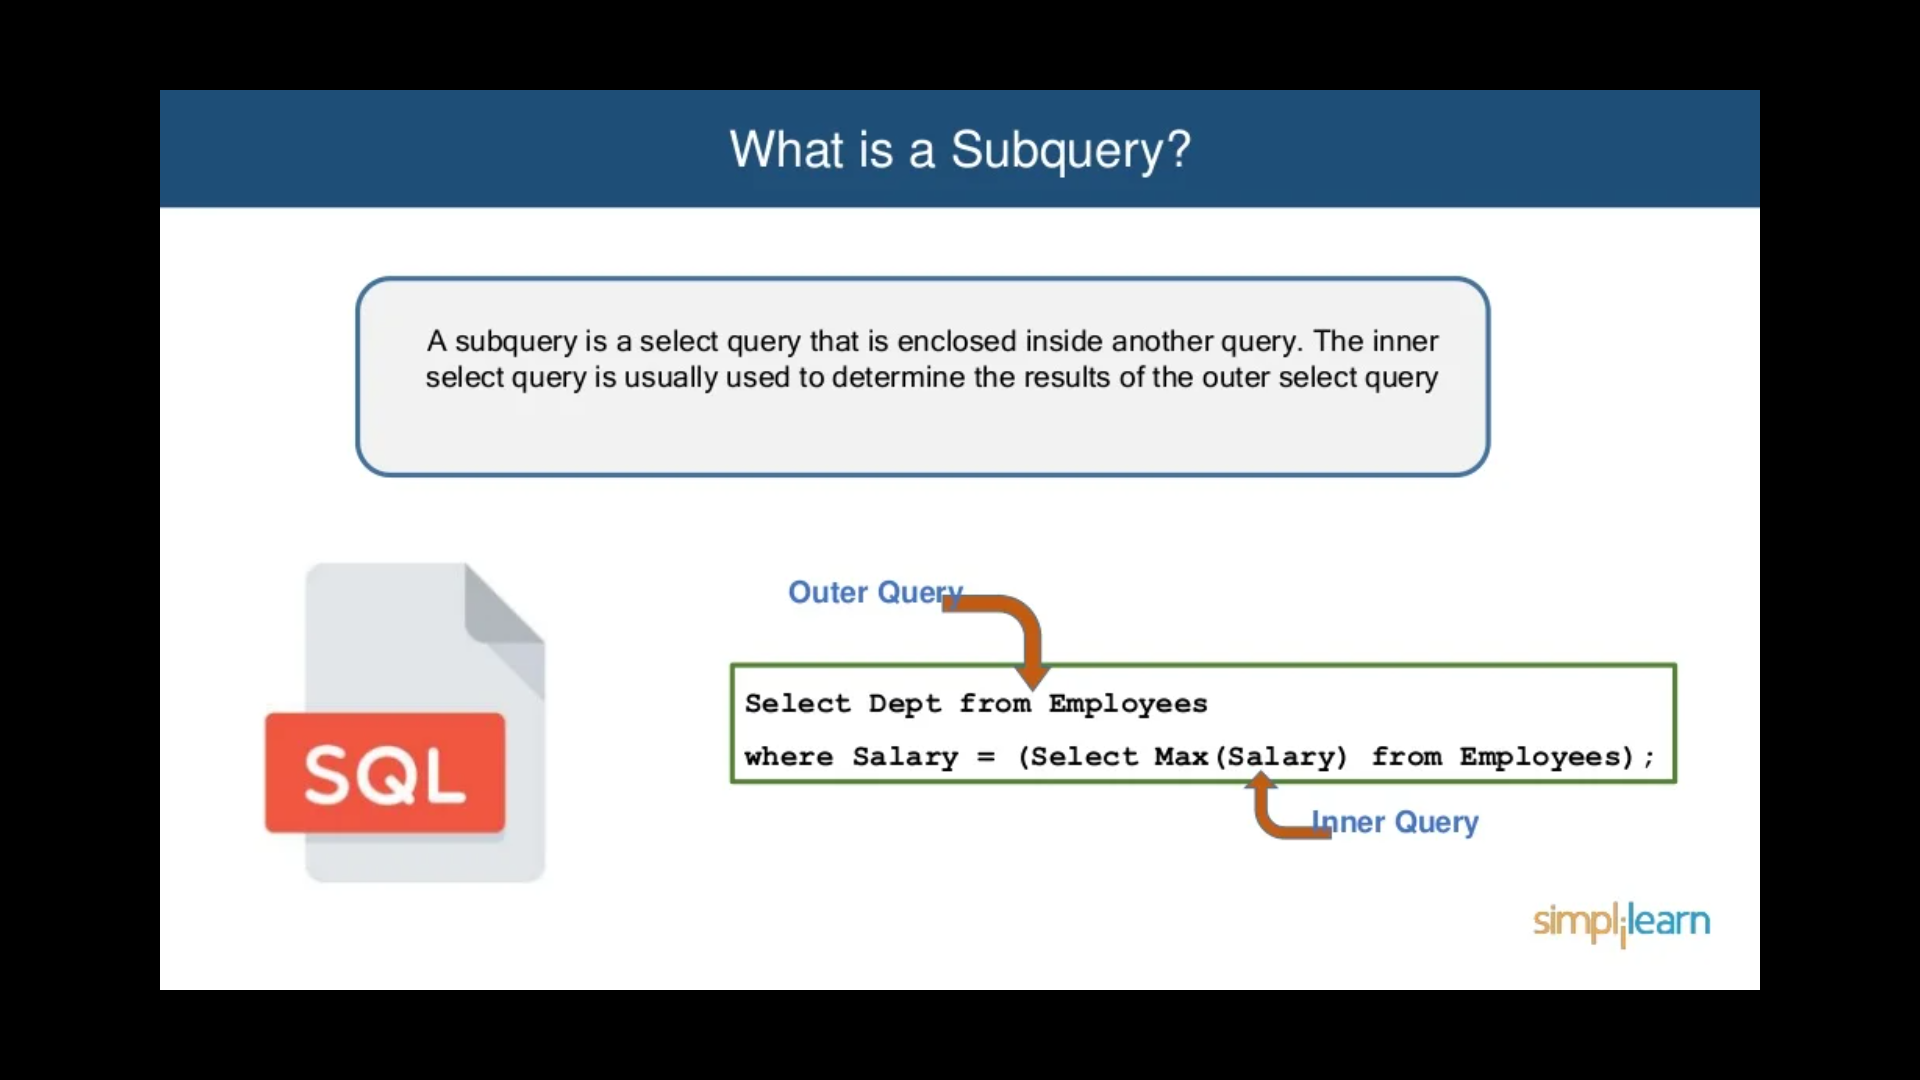 What is a Subquery?
A subquery is a select query that is enclosed inside another query. The inner
select query is usually used to determine the results of the outer select query
Outer Query
Select Dept from Employees
where Salary = (Select Max(Salary) from Employees);
Inner Query
SQL
simplilearn